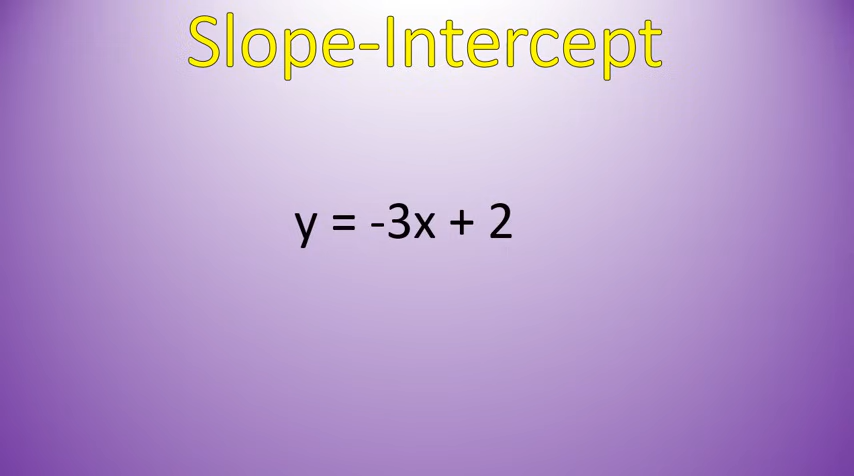 Slope-Intercept
y = -3x + 2